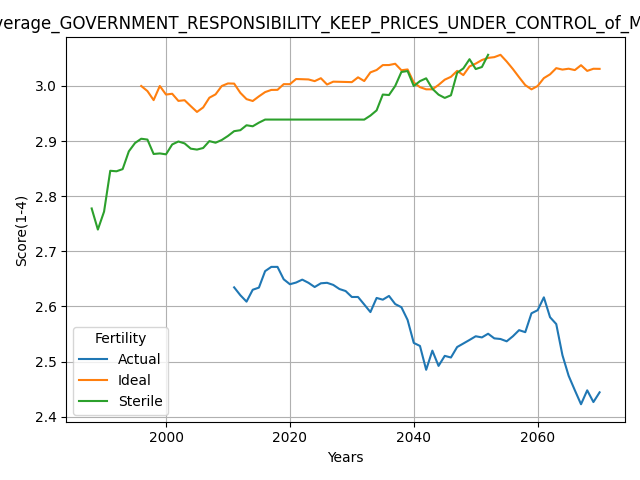 verage_GOVERNMENT_RESPONSIBILITY_KEEP_PRICES_UNDER_CONTROL_of_M
Score(1-4)
3.0
2.9
2.8
2.7
2.6
2.5
2.4
Fertility
Actual
Ideal
Sterile
2000
2020
2040
2060
Years